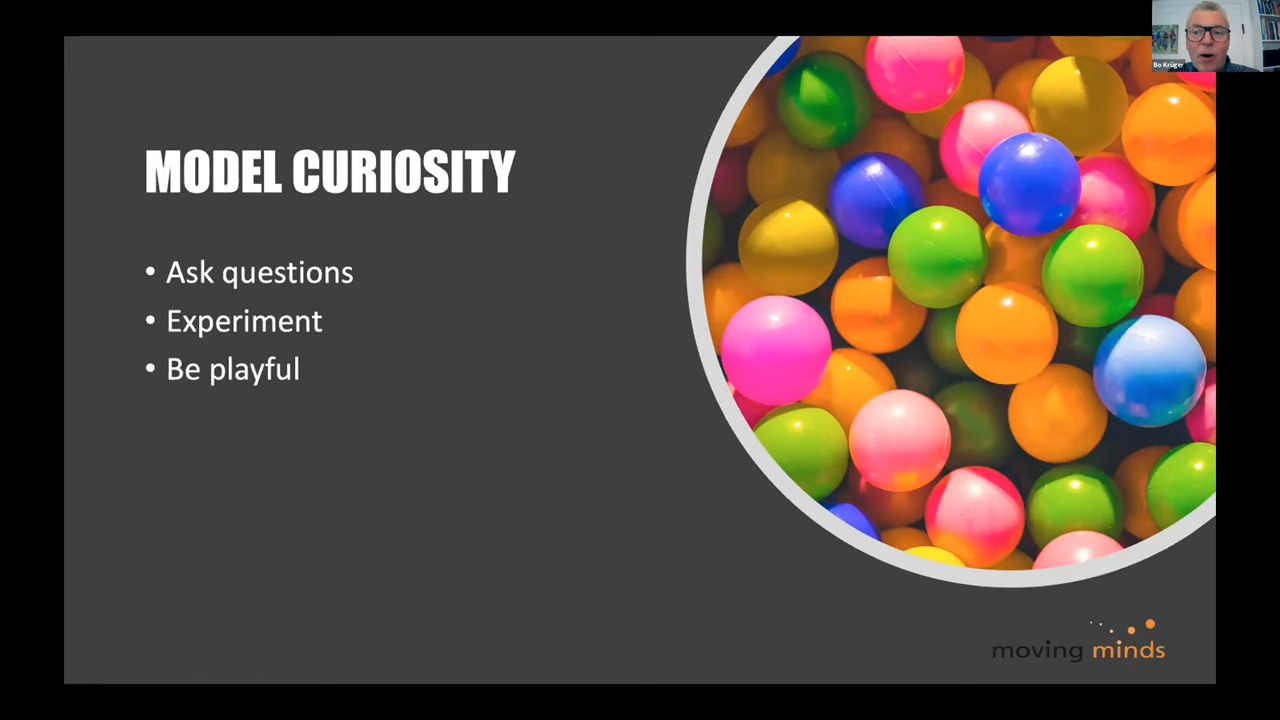 Bo Krüger
MODEL CURIOSITY
• Ask questions
• Experiment
• Be playful
moving minds